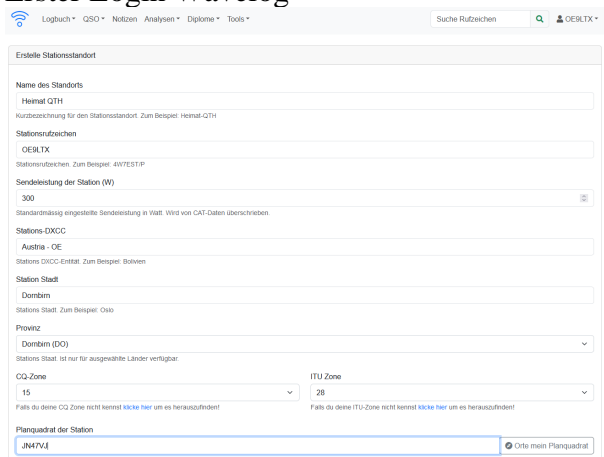 Erster Login Wavelog
Logbuch QSO Notizen Analysen Diplome Tools Suche Rufzeichen OE9LTX
Erstelle Stationsstandort
Name des Standorts
Heimat QTH
Kurzbezeichnung für den Stationsstandort. Zum Beispiel: Heimat-QTH
Stationsrufzeichen
OE9LTX
Stationsrufzeichen. Zum Beispiel: 4W7EST/P
Sendeleistung der Station (W)
300
Standardmässig eingestellte Sendeleistung in Watt. Wird von CAT-Daten überschrieben.
Stations-DXCC
Austria - OE
Stations DXCC-Entität. Zum Beispiel: Bolivien
Station Stadt
Dornbirn
Stations Stadt. Zum Beispiel: Oslo
Provinz
Dornbirn (DO)
Stations Staat. Ist nur für ausgewählte Länder verfügbar.
CQ-Zone ITU Zone
15 28
Falls du deine CQ Zone nicht kennst klicke hier um es herauszufinden! Falls du deine ITU-Zone nicht kennst klicke hier um es herauszufinden!
Planquadrat der Station
JN47VJ Orte mein Planquadrat